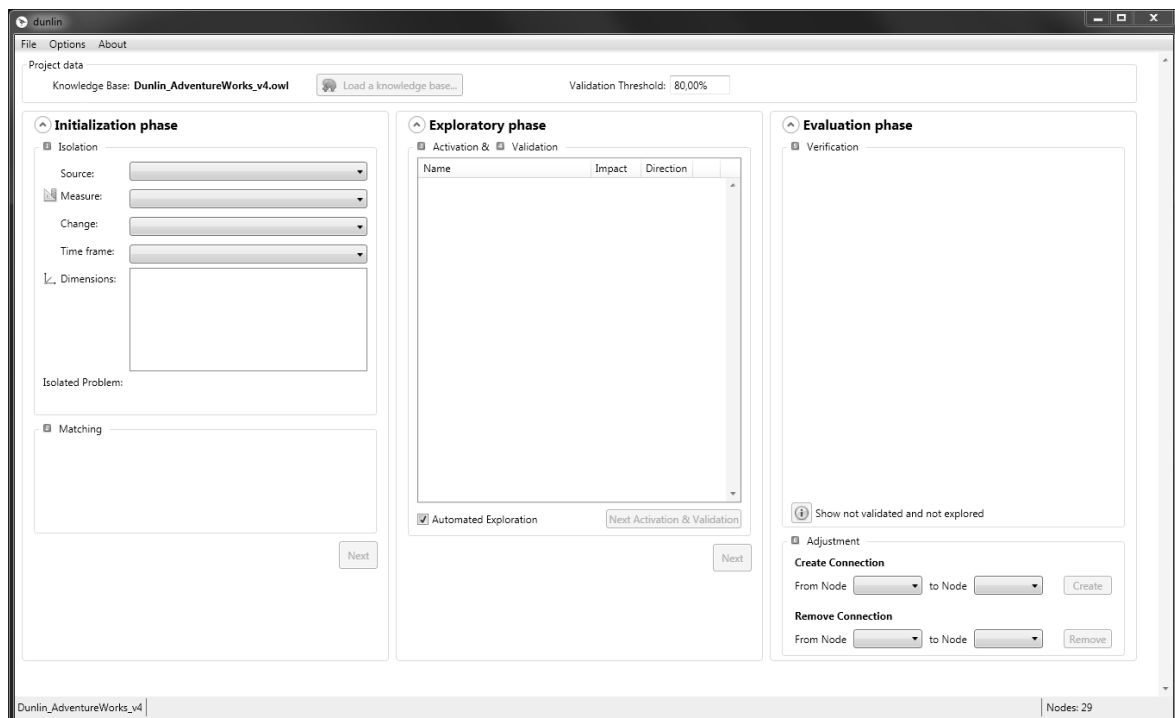 dunlin
File Options About
Project data
Knowledge Base: Dunlin_AdventureWorks_v4.owl Load a knowledge base... Validation Threshold: 80,00%
Initialization phase
Isolation
Source:
Measure:
Change:
Time frame:
Dimensions:
Isolated Problem:
Matching
Next
Exploratory phase
Activation & Validation
Name Impact Direction
Automated Exploration Next Activation & Validation
Next
Evaluation phase
Verification
Show not validated and not explored
Adjustment
Create Connection
From Node to Node Create
Remove Connection
From Node to Node Remove
Dunlin_AdventureWorks_v4 Nodes: 29